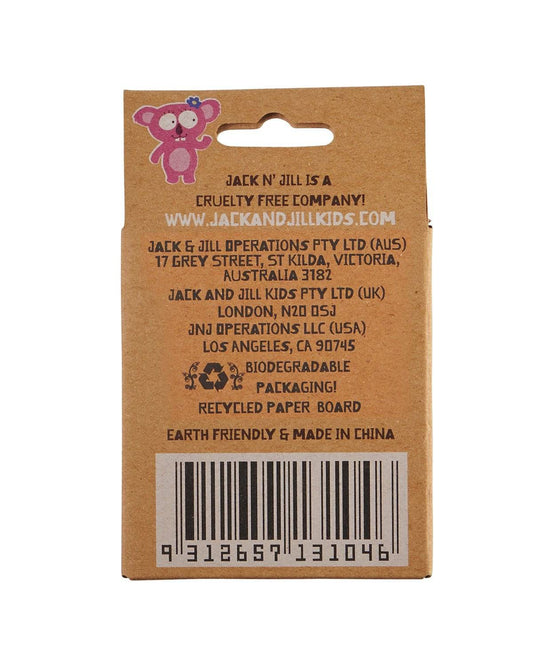 JACK N' JILL IS A
CRUELTY FREE COMPANY!
WWW.JACKANDJILLKIDS.COM
JACK & JILL OPERATIONS PTY LTD (AUS)
17 GREY STREET, ST KILDA, VICTORIA,
AUSTRALIA 3182
JACK AND JILL KIDS PTY LTD (UK)
LONDON, N20 0SJ
JNJ OPERATIONS LLC (USA)
LOS ANGELES, CA 90745
BIODEGRADABLE
PACKAGING!
RECYCLED PAPER BOARD
EARTH FRIENDLY & MADE IN CHINA
9 312657 131046